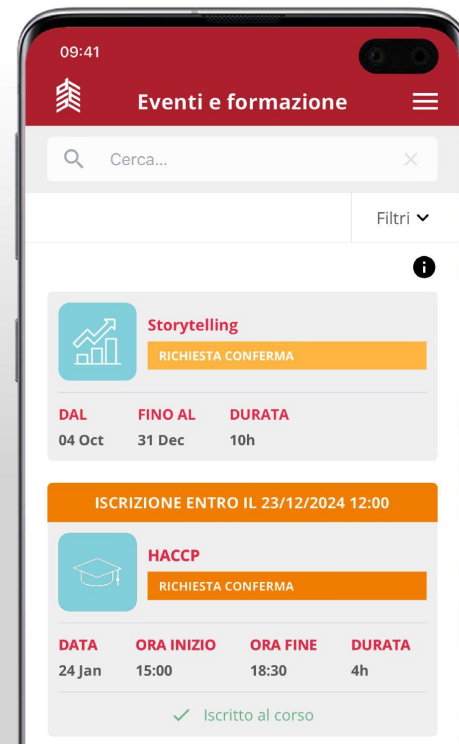 09:41
Eventi e formazione
Cerca...
Filtri
Storytelling
RICHIESTA CONFERMA
DAL FINO AL DURATA
04 Oct 31 Dec 10h
ISCRIZIONE ENTRO IL 23/12/2024 12:00
HACCP
RICHIESTA CONFERMA
DATA ORA INIZIO ORA FINE DURATA
24 Jan 15:00 18:30 4h
Iscritto al corso